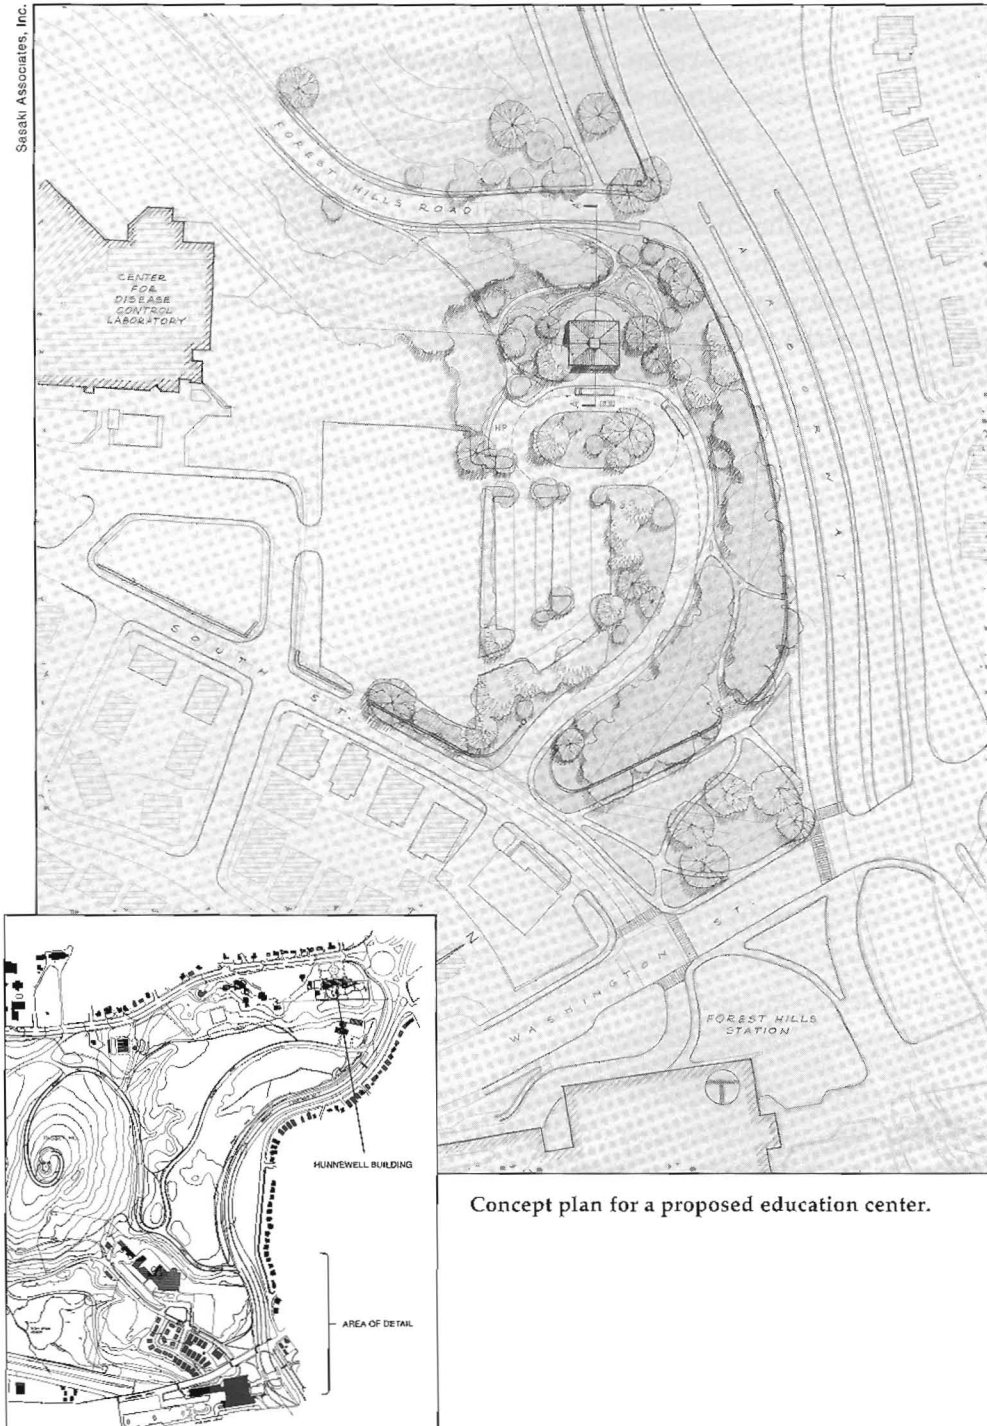 Sasaki Associates, Inc.
FOREST HILLS ROAD
CENTER
FOR
DISEASE
CONTROL
LABORATORY
ARBORWAY
HP
SOUTH ST.
N
WASHINGTON ST.
FOREST HILLS
STATION
T
HUNNEWELL BUILDING
AREA OF DETAIL
Concept plan for a proposed education center.